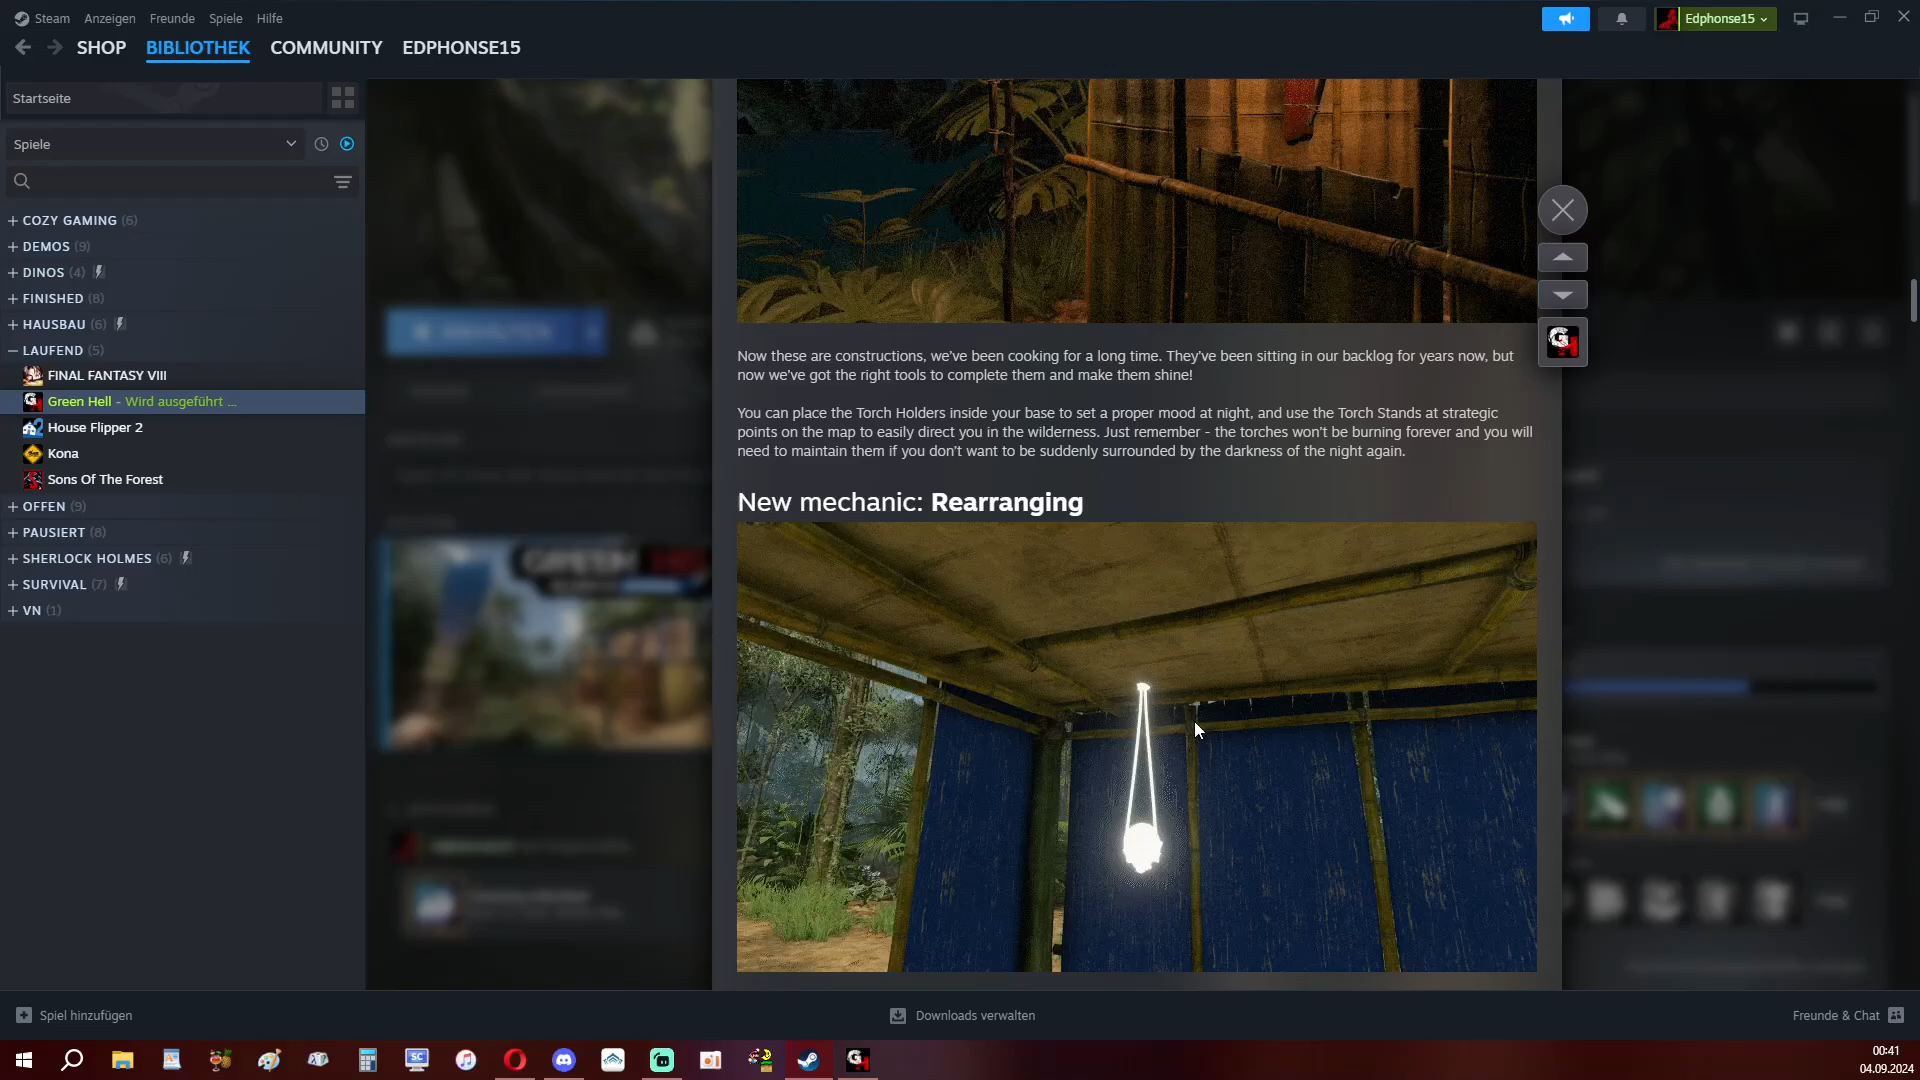 Steam
Anzeigen
Freunde
Spiele
Hilfe
Edphonse15
SHOP
BIBLIOTHEK
COMMUNITY
EDPHONSE15
Startseite
Spiele
COZY GAMING (6)
DEMOS (9)
DINOS (4)
FINISHED (8)
HAUSBAU (6)
LAUFEND (5)
FINAL FANTASY VIII
Green Hell - Wird ausgeführt ...
House Flipper 2
Kona
Sons Of The Forest
OFFEN (9)
PAUSIERT (8)
SHERLOCK HOLMES (6)
SURVIVAL (7)
VN (1)
Now these are constructions, we've been cooking for a long time. They've been sitting in our backlog for years now, but
now we've got the right tools to complete them and make them shine!
You can place the Torch Holders inside your base to set a proper mood at night, and use the Torch Stands at strategic
points on the map to easily direct you in the wilderness. Just remember - the torches won't be burning forever and you will
need to maintain them if you don't want to be suddenly surrounded by the darkness of the night again.
New mechanic: Rearranging
GREEN
Spiel hinzufügen
Downloads verwalten
Freunde & Chat
SC
00:41
04.09.2024